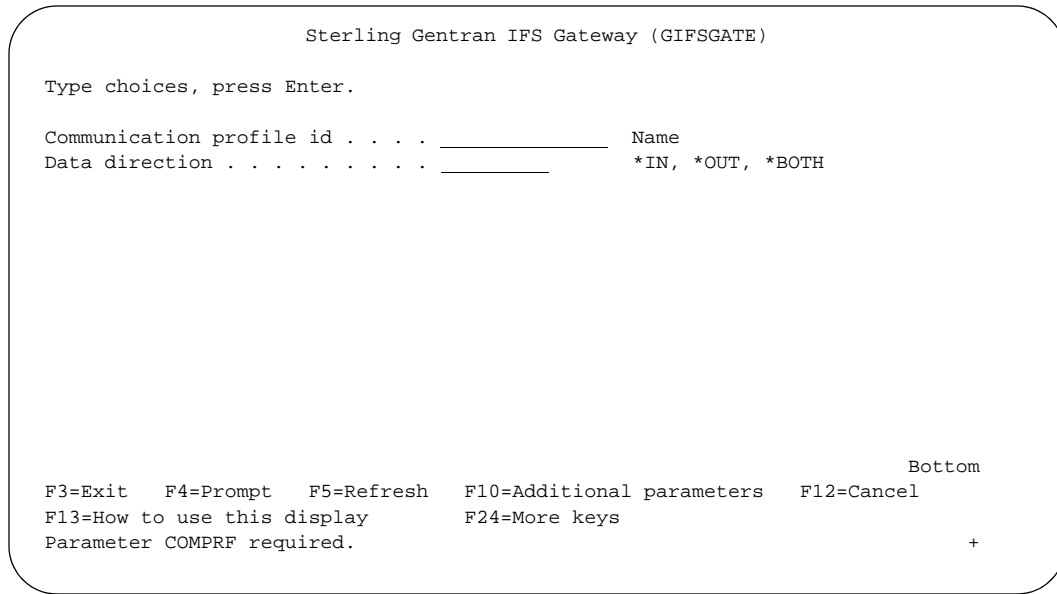 Sterling Gentran IFS Gateway (GIFSGATE)
Type choices, press Enter.
Communication profile id . . . . ______________ Name
Data direction . . . . . . . . . _________ *IN, *OUT, *BOTH
Bottom
F3=Exit F4=Prompt F5=Refresh F10=Additional parameters F12=Cancel
F13=How to use this display F24=More keys
Parameter COMPRF required. +